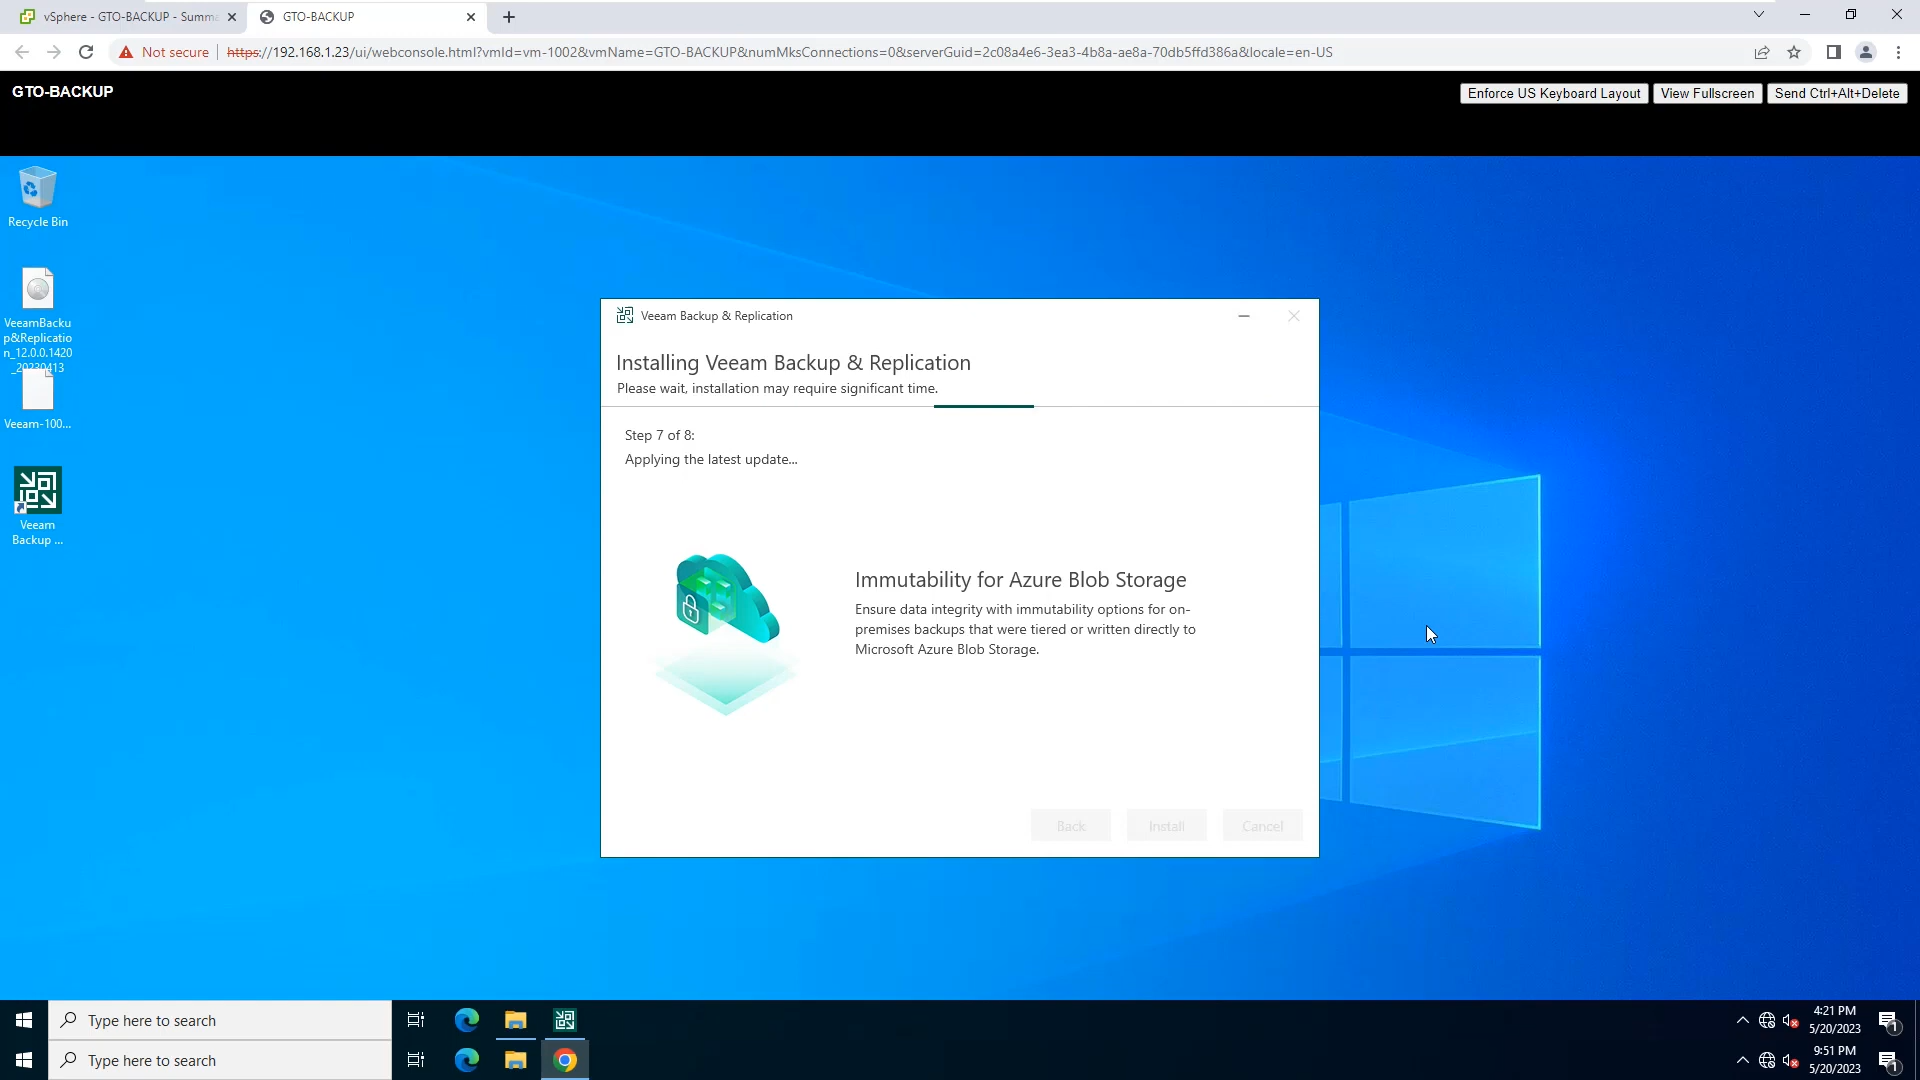 vSphere - GTO-BACKUP - Summa
GTO-BACKUP
Not secure
https://192.168.1.23/ui/webconsole.html?vmId=vm-1002&vmName=GTO-BACKUP&numMksConnections=0&serverGuid=2c08a4e6-3ea3-4b8a-ae8a-70db5ffd386a&locale=en-US
GTO-BACKUP
Enforce US Keyboard Layout
View Fullscreen
Send Ctrl+Alt+Delete
Recycle Bin
VeeamBacku
p&Replicatio
n_12.0.0.1420
_20230413
Veeam-100...
Veeam
Backup ...
Veeam Backup & Replication
Installing Veeam Backup & Replication
Please wait, installation may require significant time.
Step 7 of 8:
Applying the latest update...
Immutability for Azure Blob Storage
Ensure data integrity with immutability options for on-
premises backups that were tiered or written directly to
Microsoft Azure Blob Storage.
Back
Install
Cancel
Type here to search
4:21 PM
5/20/2023
1
Type here to search
9:51 PM
5/20/2023
1